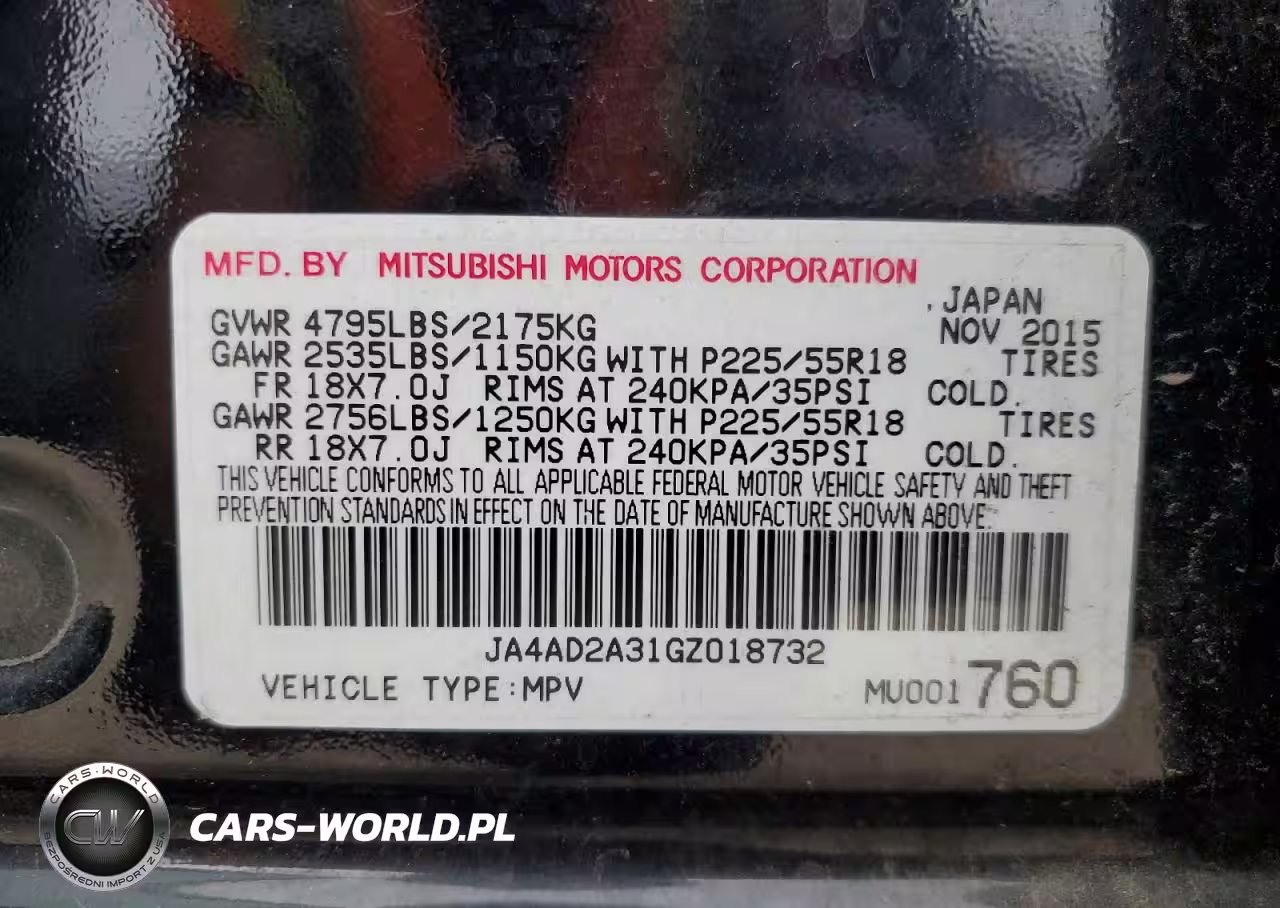 MFD. BY MITSUBISHI MOTORS CORPORATION
JAPAN
GVWR 4795LBS/2175KG NOV 2015
GAWR 2535LBS/1150KG WITH P225/55R18 TIRES
FR 18X7.0J RIMS AT 240KPA/35PSI COLD.
GAWR 2756LBS/1250KG WITH P225/55R18 TIRES
RR 18X7.0J RIMS AT 240KPA/35PSI COLD.
THIS VEHICLE CONFORMS TO ALL APPLICABLE FEDERAL MOTOR VEHICLE SAFETY AND THEFT
PREVENTION STANDARDS IN EFFECT ON THE DATE OF MANUFACTURE SHOWN ABOVE.
JA4AD2A31GZ018732
VEHICLE TYPE:MPV MU001 760
CARS-WORLD
CW
BEZPOŚREDNI IMPORT Z USA
CARS-WORLD.PL